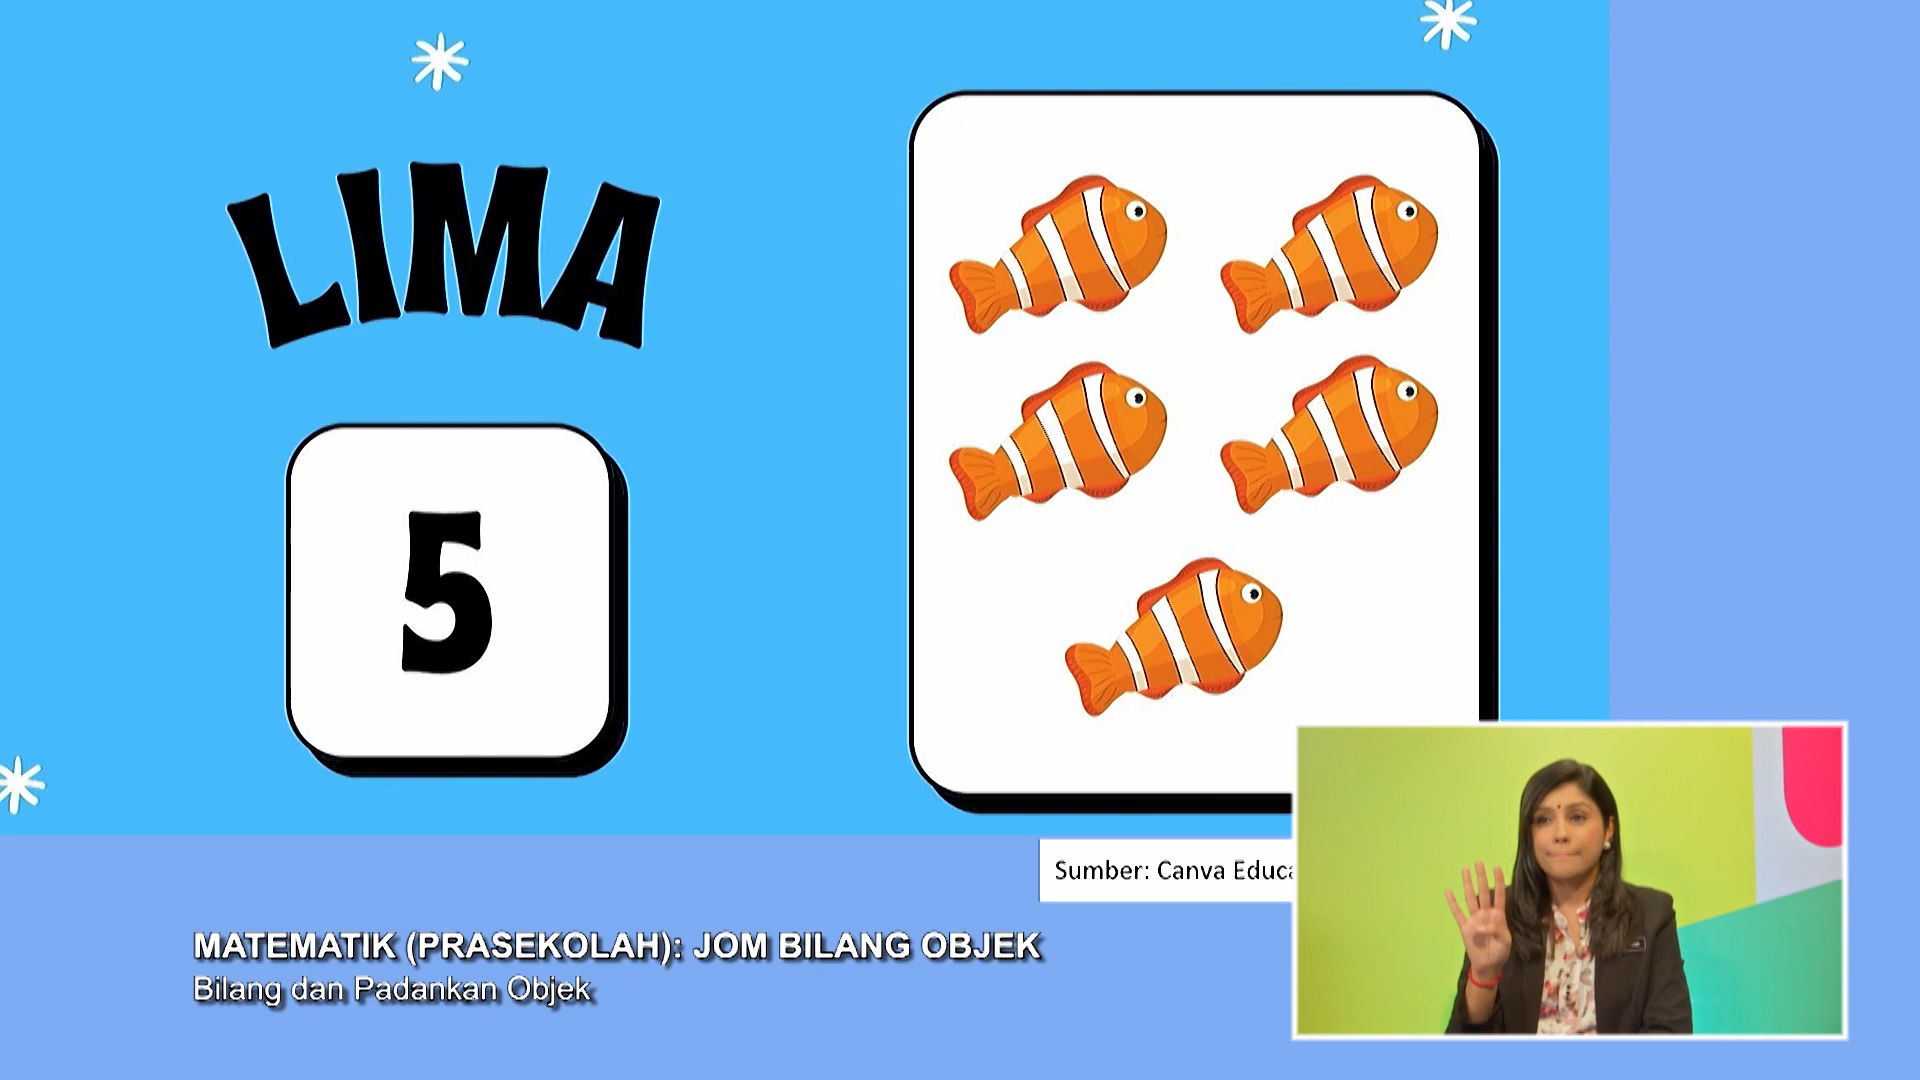 LIMA
5
Sumber: Canva Educa
MATEMATIK (PRASEKOLAH): JOM BILANG OBJEK
Bilang dan Padankan Objek